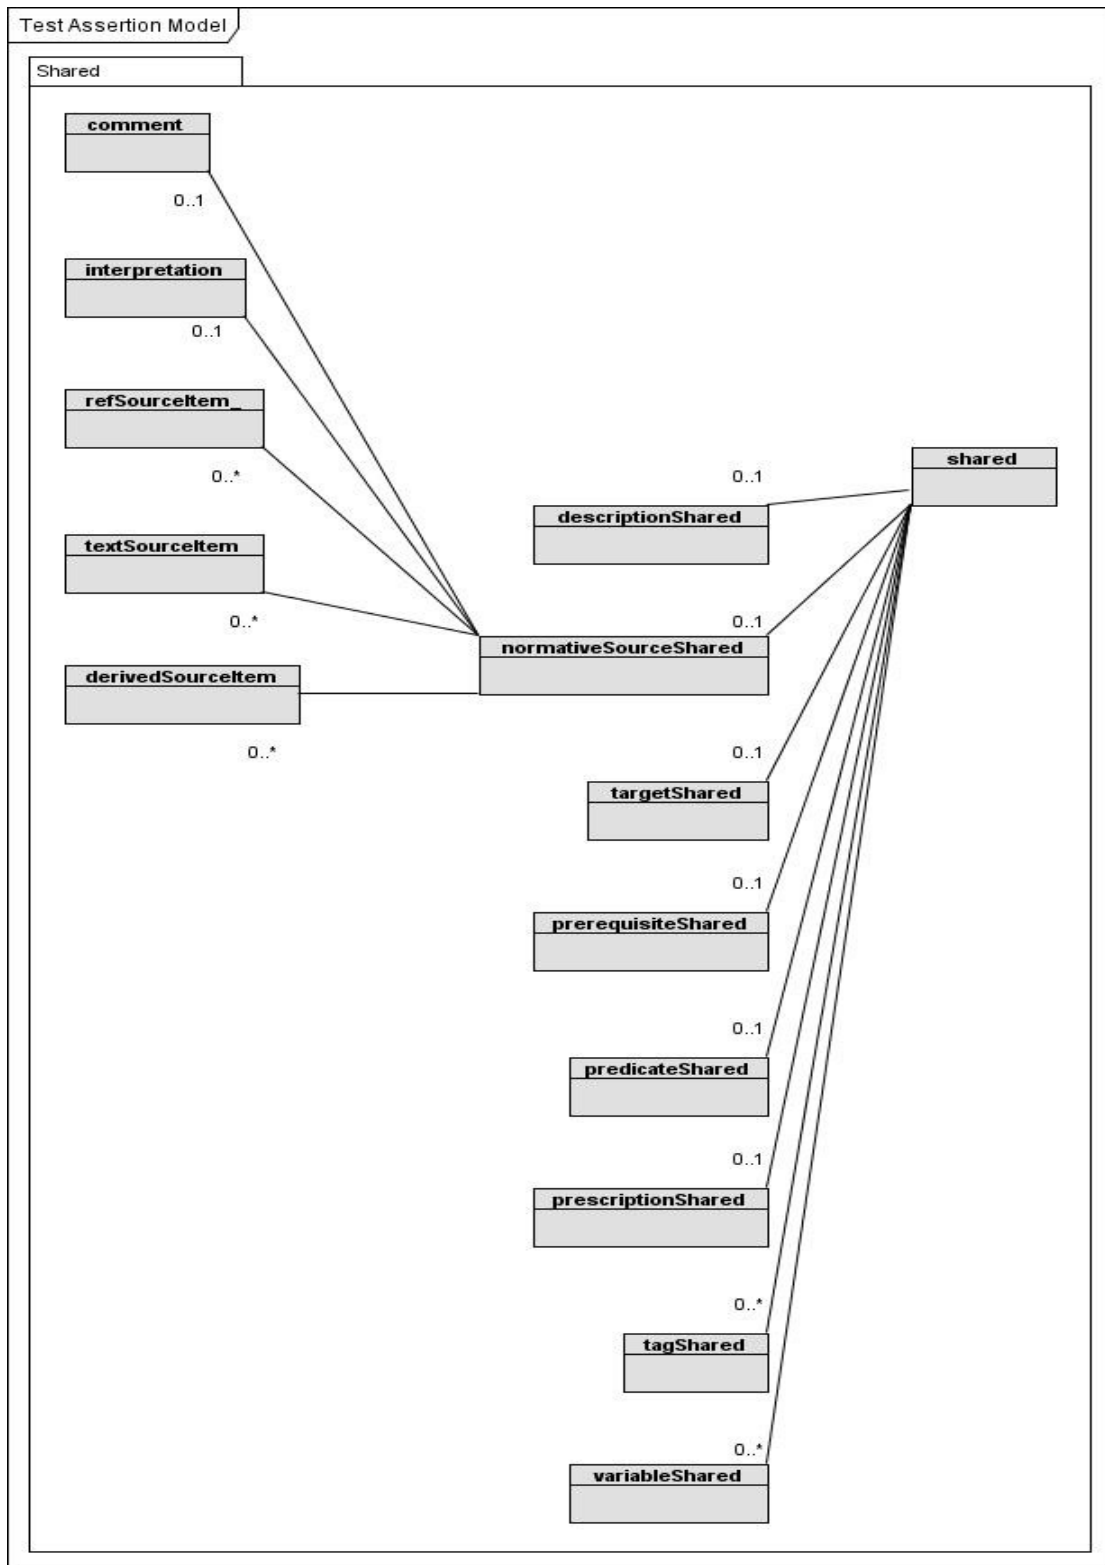 Test Assertion Model
Shared
comment
0..1
interpretation
0..1
refSourceItem_
0..*
textSourceItem
0..*
derivedSourceItem
0..*
shared
0..1
descriptionShared
0..1
normativeSourceShared
0..1
targetShared
0..1
prerequisiteShared
0..1
predicateShared
0..1
prescriptionShared
0..*
tagShared
0..*
variableShared